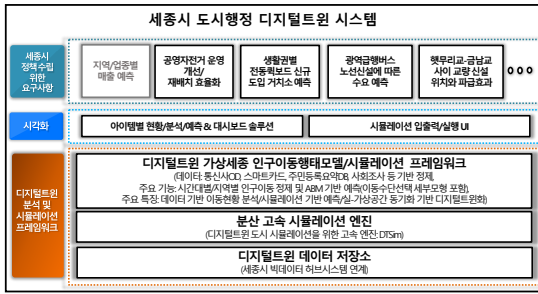 세종시 도시행정 디지털트윈 시스템
세종시
정책 수립
위한
요구사항
지역/업종별
매출 예측
공영자전거 운영
개선/
재배치 효율화
생활권별
전동퀵보드 신규
도입 거치소 예측
광역급행버스
노선신설에 따른
수요 예측
햇무리교-금남교
사이 교량 신설
위치와 파급효과
시각화
아이템별 현황/분석/예측 & 대시보드 솔루션
시뮬레이션 입출력/실행 UI
디지털트윈
분석 및
시뮬레이션
프레임워크
디지털트윈 가상세종 인구이동행태모델/시뮬레이션 프레임워크
(데이터: 통신사CD, 스마트카드, 주민등록요약DB, 사회조사 등 기반 정제,
주요 기능: 시간대별/지역별 인구이동 정제 및 ABM 기반 예측(이동수단선택 세부모형 포함),
주요 특징: 데이터 기반 이동현황 분석/시뮬레이션 기반 예측/실-가상공간 동기화 기반 디지털트윈화)
분산 고속 시뮬레이션 엔진
(디지털트윈 도시 시뮬레이션을 위한 고속 엔진: DTSim)
디지털트윈 데이터 저장소
(세종시 빅데이터 허브시스템 연계)